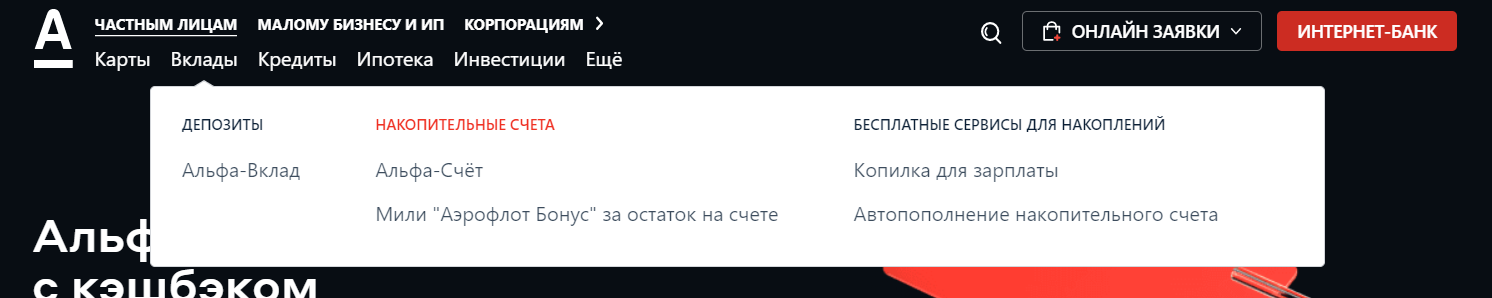 А
ЧАСТНЫМ ЛИЦАМ МАЛОМУ БИЗНЕСУ И ИП КОРПОРАЦИЯМ
ОНЛАЙН ЗАЯВКИ ИНТЕРНЕТ-БАНК
Карты Вклады Кредиты Ипотека Инвестиции Ещё
ДЕПОЗИТЫ НАКОПИТЕЛЬНЫЕ СЧЕТА БЕСПЛАТНЫЕ СЕРВИСЫ ДЛЯ НАКОПЛЕНИЙ
Альфа-Вклад Альфа-Счёт Копилка для зарплаты
Мили "Аэрофлот Бонус" за остаток на счете Автопополнение накопительного счета
Альф
с кэшбэком